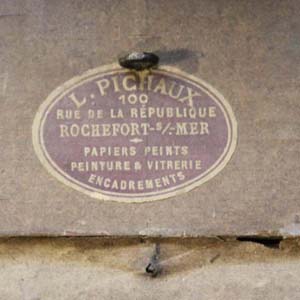 L. PICHAUX
100
RUE DE LA RÉPUBLIQUE
ROCHEFORT-S/-MER
PAPIERS PEINTS
PEINTURE & VITRERIE
ENCADREMENTS